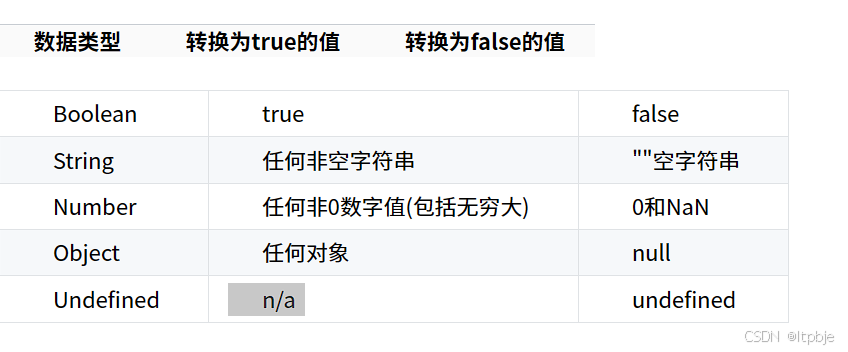 数据类型 转换为true的值 转换为false的值
Boolean true false
String 任何非空字符串 ""空字符串
Number 任何非0数字值(包括无穷大) 0和NaN
Object 任何对象 null
Undefined n/a undefined
CSDN @ltpbje